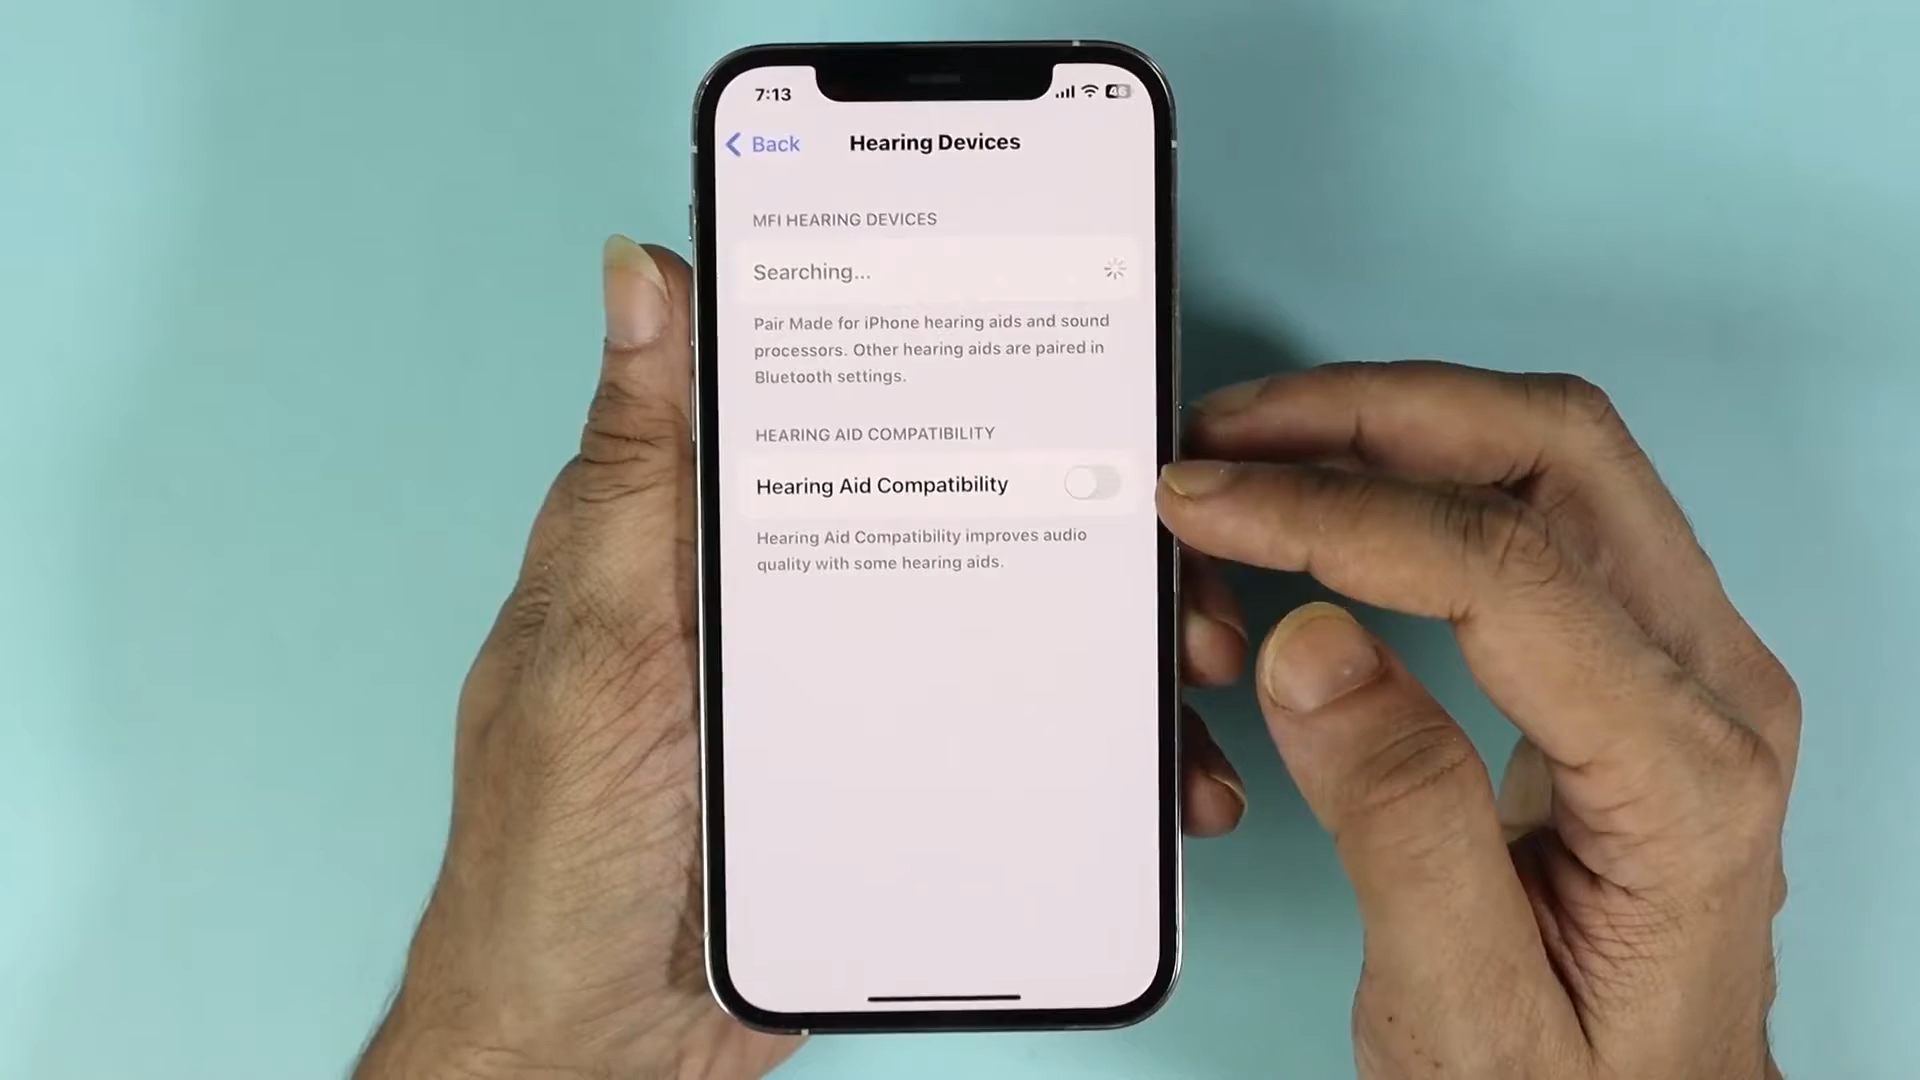 7:13
46
Back
Hearing Devices
MFI HEARING DEVICES
Searching...
Pair Made for iPhone hearing aids and sound
processors. Other hearing aids are paired in
Bluetooth settings.
HEARING AID COMPATIBILITY
Hearing Aid Compatibility
Hearing Aid Compatibility improves audio
quality with some hearing aids.